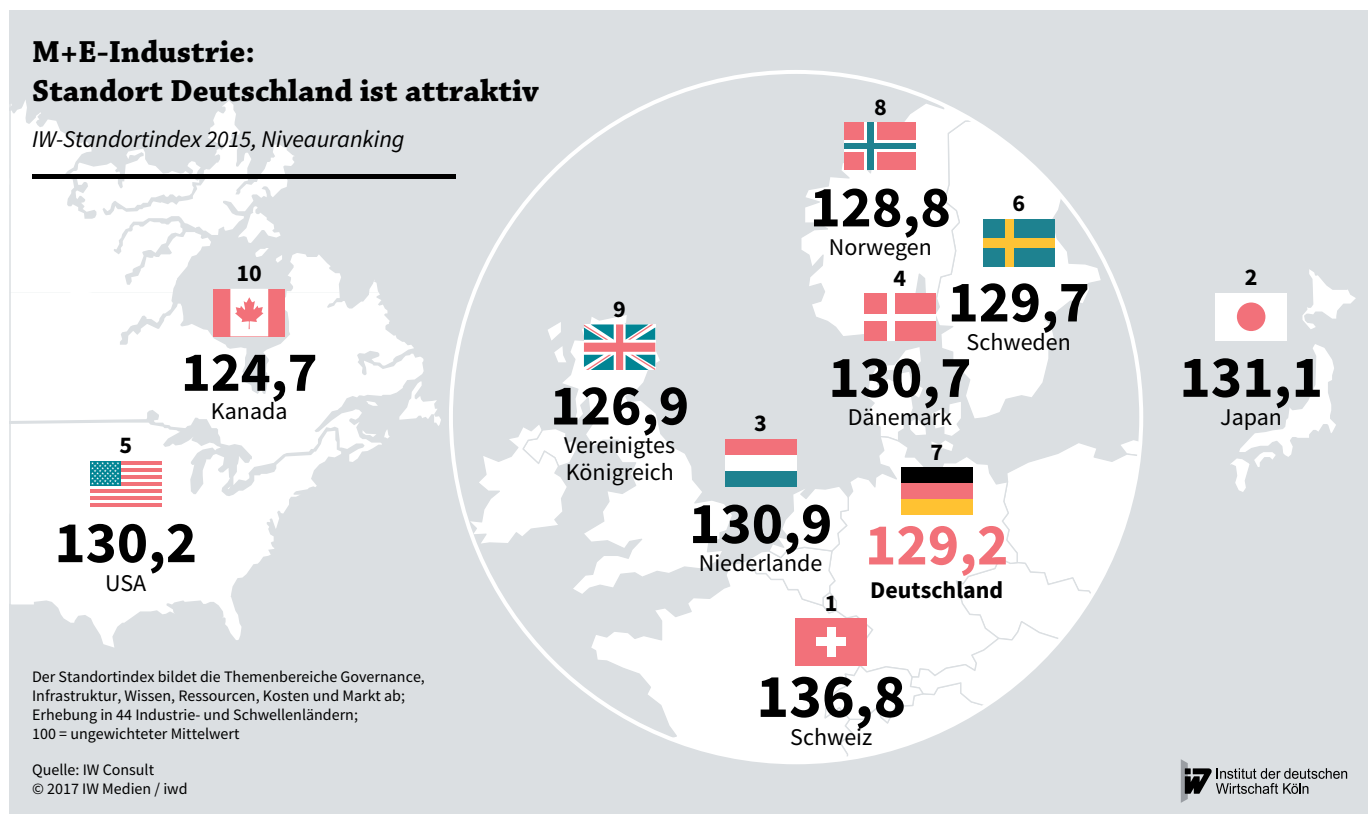 M+E-Industrie:
Standort Deutschland ist attraktiv
IW-Standortindex 2015, Niveauranking
10
124,7
Kanada
5
130,2
USA
9
126,9
Vereinigtes
Königreich
8
128,8
Norwegen
6
129,7
Schweden
4
130,7
Dänemark
3
130,9
Niederlande
7
129,2
Deutschland
1
136,8
Schweiz
2
131,1
Japan
Der Standortindex bildet die Themenbereiche Governance,
Infrastruktur, Wissen, Ressourcen, Kosten und Markt ab;
Erhebung in 44 Industrie- und Schwellenländern;
100 = ungewichteter Mittelwert
Quelle: IW Consult
© 2017 IW Medien / iwd
iW Institut der deutschen
Wirtschaft Köln